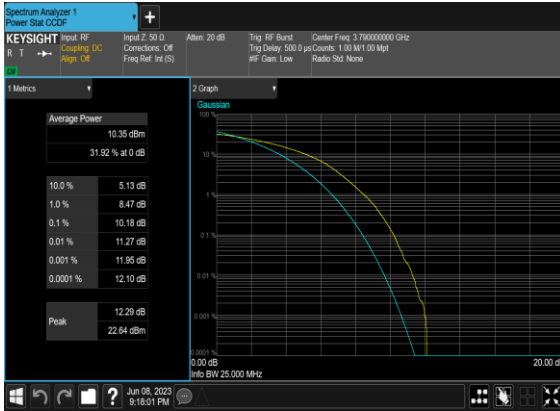 Spectrum Analyzer 1
Power Stat CCDF
KEYSIGHT
R T
LXI
Input: RF
Coupling: DC
Align: Off
Input Z: 50 Ω
Corrections: Off
Freq Ref: Int (S)
Atten: 20 dB
Trig: RF Burst
Trig Delay: 500.0 µs
#IF Gain: Low
Center Freq: 3.790000000 GHz
Counts: 1.00 M/1.00 Mpt
Radio Std: None
1 Metrics
Average Power
10.35 dBm
31.92 % at 0 dB
10.0 % 5.13 dB
1.0 % 8.47 dB
0.1 % 10.18 dB
0.01 % 11.27 dB
0.001 % 11.95 dB
0.0001 % 12.10 dB
Peak
12.29 dB
22.64 dBm
2 Graph
Gaussian
100 %
10 %
1 %
0.1 %
0.01 %
0.001 %
0.0001 %
0.00 dB
20.00 d
Info BW 25.000 MHz
?
Jun 08, 2023
9:18:01 PM